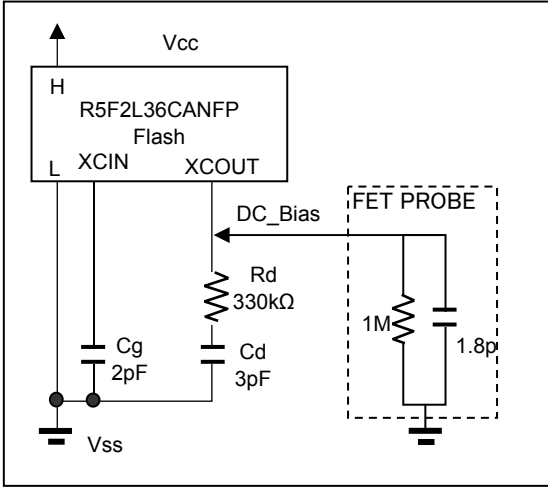 Vcc
H
R5F2L36CANFP
Flash
L
XCIN
XCOUT
DC_Bias
FET PROBE
Rd
330kΩ
1M
1.8p
Cg
2pF
Cd
3pF
Vss